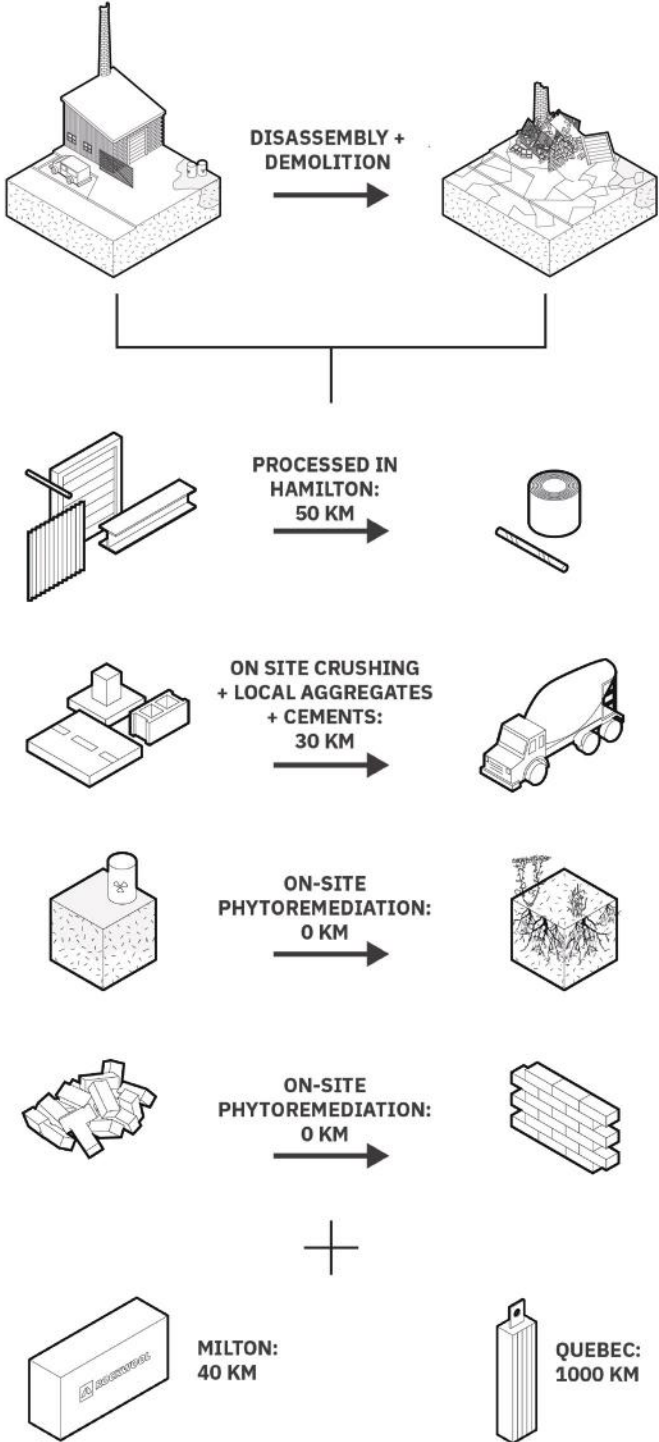 DISASSEMBLY +
DEMOLITION
PROCESSED IN
HAMILTON:
50 KM
ON SITE CRUSHING
+ LOCAL AGGREGATES
+ CEMENTS:
30 KM
ON-SITE
PHYTOREMEDIATION:
0 KM
ON-SITE
PHYTOREMEDIATION:
0 KM
ROCKWOOL
MILTON:
40 KM
QUEBEC:
1000 KM